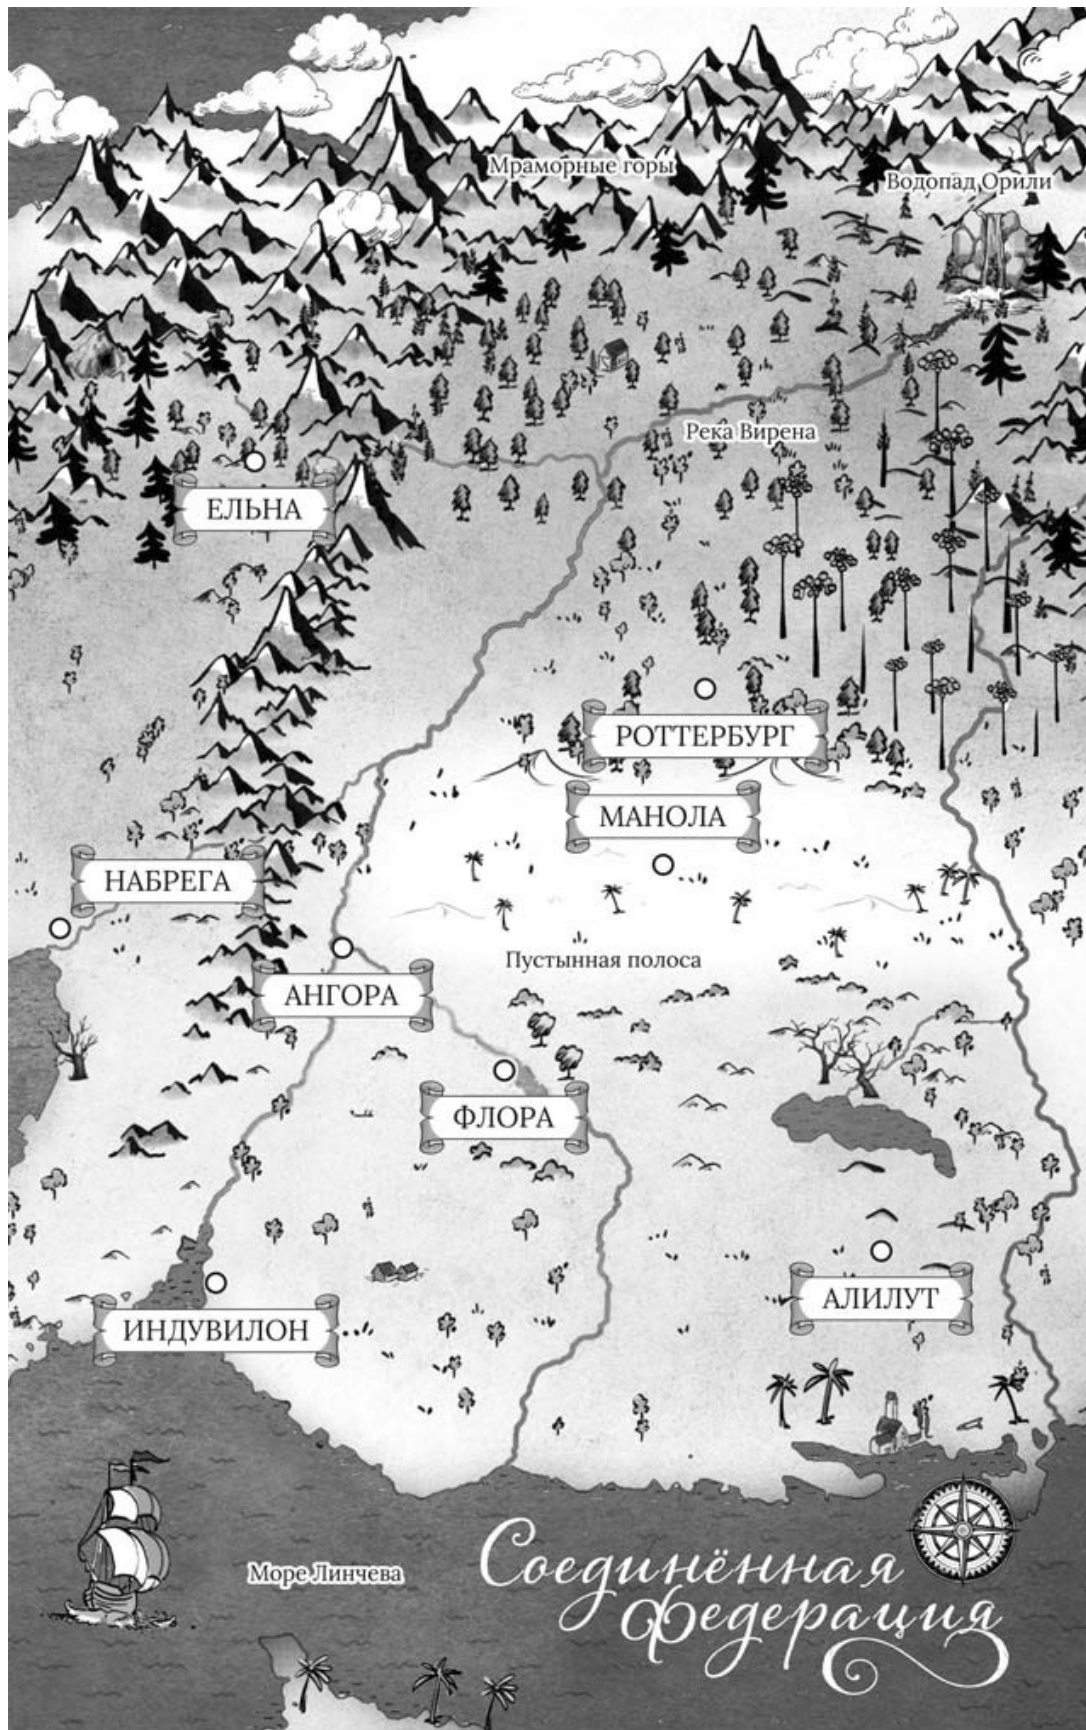 Мраморные горы
Водопад Орили
Река Вирена
ЕЛЬНА
РОТТЕРБУРГ
МАНОЛА
НАБРЕГА
Пустынная полоса
АНГОРА
ФЛОРА
АЛИЛУТ
ИНДУВИЛОН
Море Линчева
Соединённая
Федерация